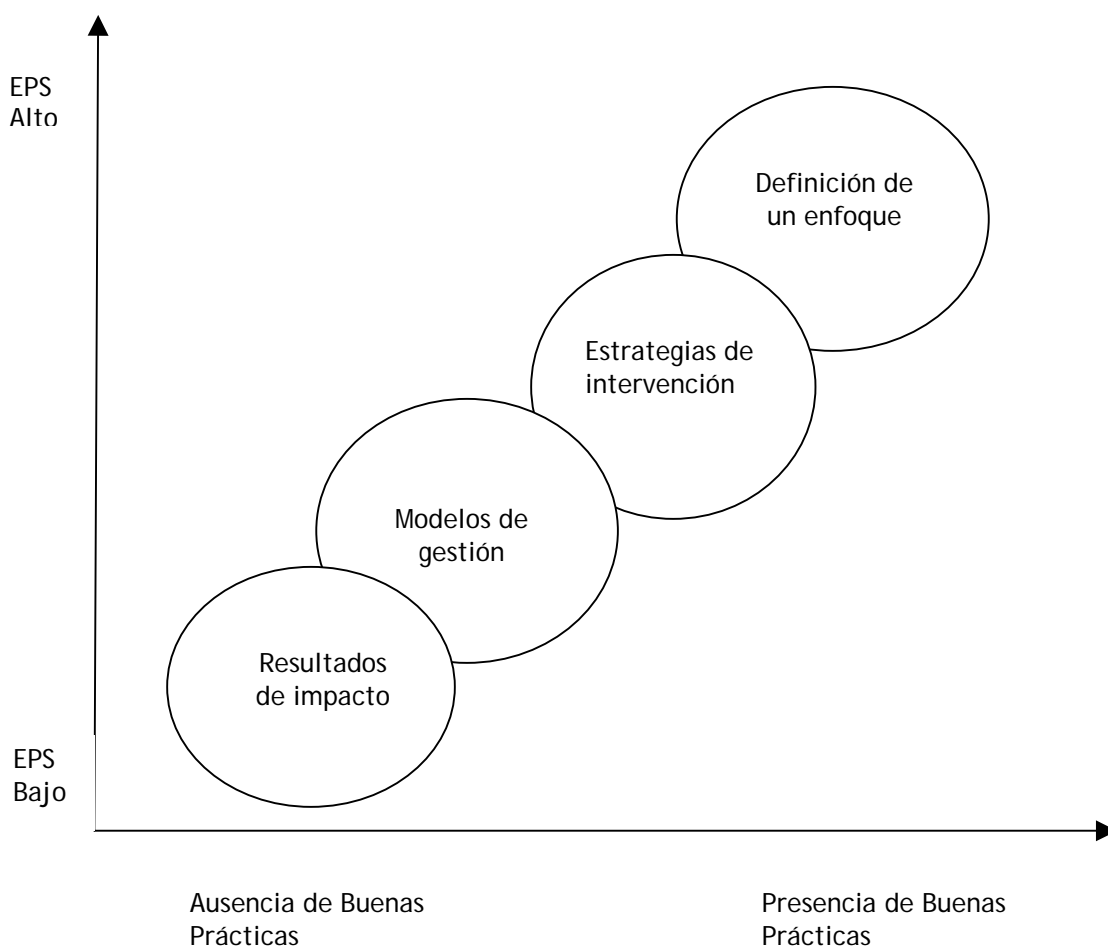 EPS
Alto
Definición de
un enfoque
Estrategias de
intervención
Modelos de
gestión
Resultados
de impacto
EPS
Bajo
Ausencia de Buenas
Prácticas
Presencia de Buenas
Prácticas